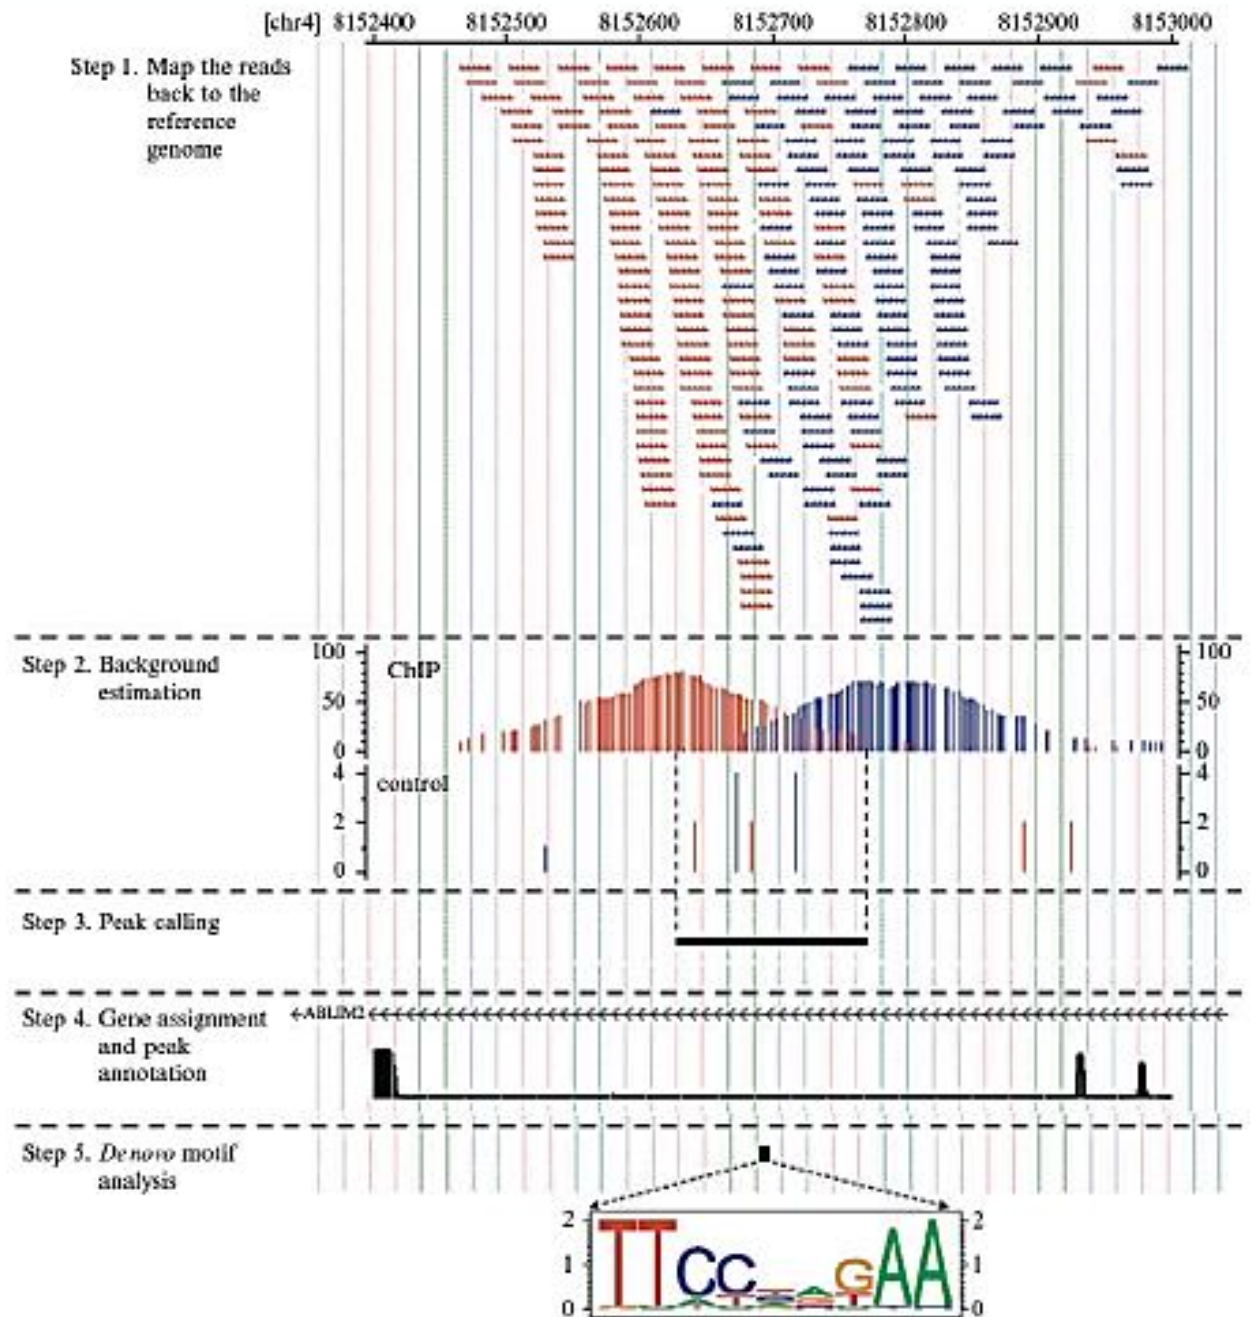 [chr4] 8152400 8152500 8152600 8152700 8152800 8152900 8153000
Step 1. Map the reads
back to the
reference
genome
Step 2. Background
estimation
100 ChIP 100
50 50
0 0
4 control 4
2 2
0 0
Step 3. Peak calling
Step 4. Gene assignment
and peak
annotation
ABLIM2
Step 5. De novo motif
analysis
2 2
1 1
0 0
TTCC GAA